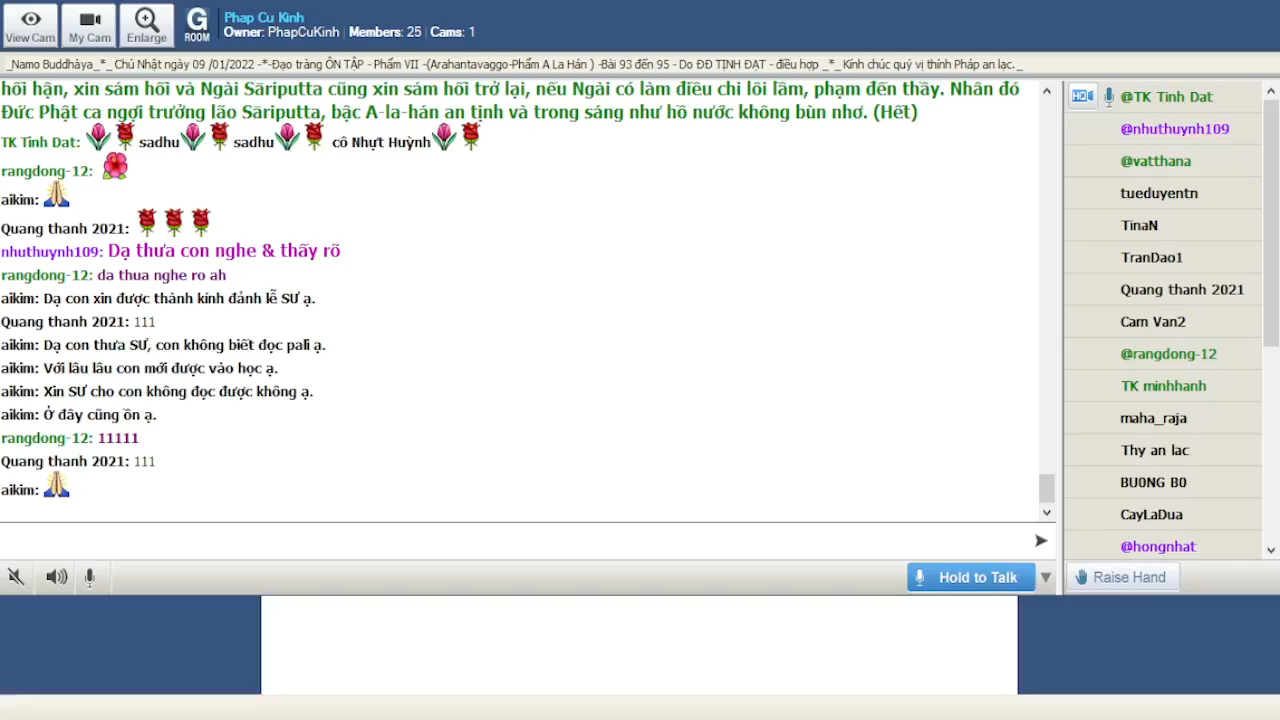 View Cam
My Cam
Enlarge
G
ROOM
Phap Cu Kinh
Owner: PhapCuKinh | Members: 25 | Cams: 1
_Namo Buddhàya_*_ Chủ Nhật ngày 09 /01/2022 -*-Đạo tràng ÔN TẬP - Phẩm VII -(Arahantavaggo-Phẩm A La Hán ) -Bài 93 đến 95 - Do ĐĐ TỊNH ĐẠT - điều hợp _*_ Kính chúc quý vị thính Pháp an lạc._
hối hận, xin sám hối và Ngài Sāriputta cũng xin sám hối trở lại, nếu Ngài có làm điều chi lỗi lầm, phạm đến thầy. Nhân đó
Đức Phật ca ngợi trưởng lão Sāriputta, bậc A-la-hán an tịnh và trong sáng như hồ nước không bùn nhơ. (Hết)
TK Tinh Dat: sadhu sadhu cô Nhựt Huỳnh
rangdong-12:
aikim:
Quang thanh 2021:
nhuthuynh109: Dạ thưa con nghe & thấy rõ
rangdong-12: da thua nghe ro ah
aikim: Dạ con xin được thành kính đảnh lễ SƯ ạ.
Quang thanh 2021: 111
aikim: Dạ con thưa SƯ, con không biết đọc pali ạ.
aikim: Với lâu lâu con mới được vào học ạ.
aikim: Xin SƯ cho con không đọc được không ạ.
aikim: Ở đây cũng ồn ạ.
rangdong-12: 11111
Quang thanh 2021: 111
aikim:
Hold to Talk
HQ
@TK Tinh Dat
@nhuthuynh109
@vatthana
tueduyentn
TinaN
TranDao1
Quang thanh 2021
Cam Van2
@rangdong-12
TK minhhanh
maha_raja
Thy an lac
BU0NG B0
CayLaDua
@hongnhat
Raise Hand